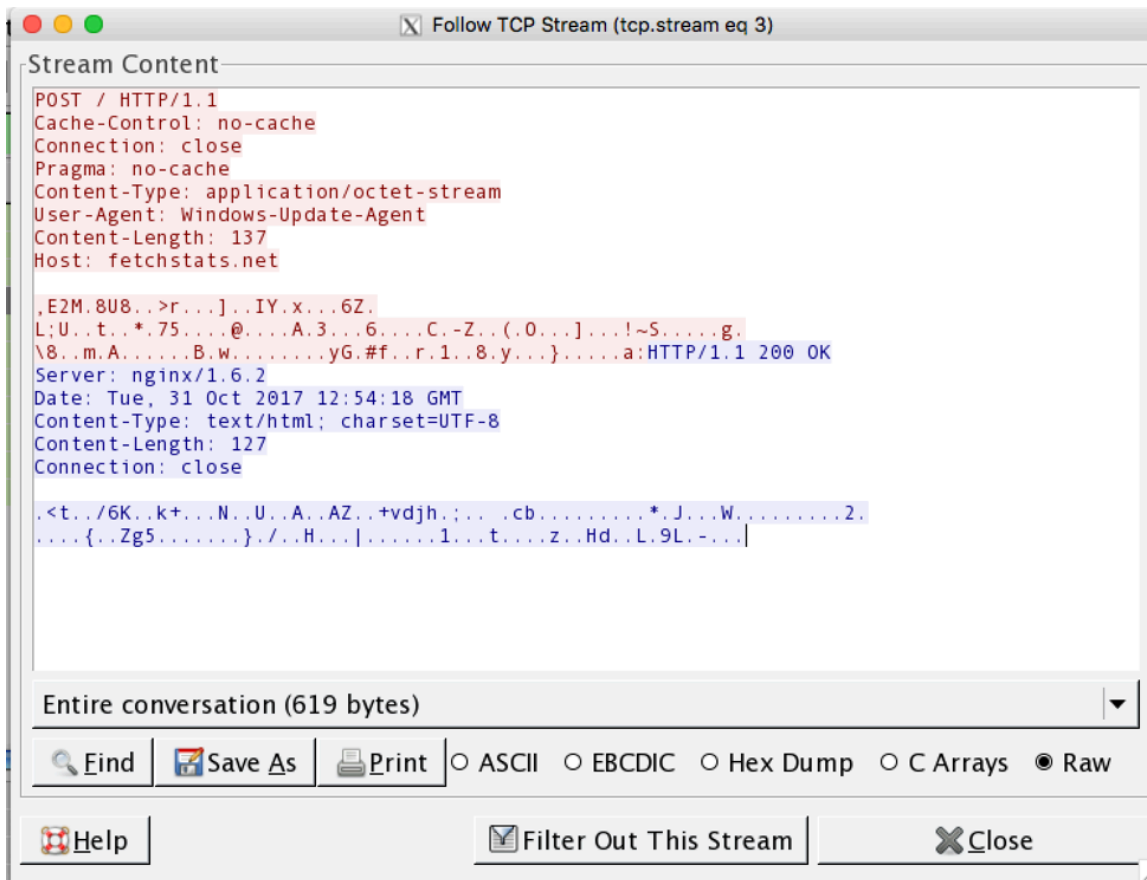 Follow TCP Stream (tcp.stream eq 3)
Stream Content
POST / HTTP/1.1
Cache-Control: no-cache
Connection: close
Pragma: no-cache
Content-Type: application/octet-stream
User-Agent: Windows-Update-Agent
Content-Length: 137
Host: fetchstats.net
,E2M.8U8..>r...]..IY.x...6Z.
L;U..t..*.75....@....A.3...6....C.-Z..(.O...]...!~S.....g.
\8..m.A......B.w........yG.#f..r.1..8.y...}.....a:HTTP/1.1 200 OK
Server: nginx/1.6.2
Date: Tue, 31 Oct 2017 12:54:18 GMT
Content-Type: text/html; charset=UTF-8
Content-Length: 127
Connection: close
.<t../6K..k+...N..U..A..AZ..+vdjh.;.. .cb.........*.J...W.........2.
....{..Zg5.......}./..H...|......1...t....z..Hd..L.9L.-...
Entire conversation (619 bytes)
Find Save As Print ASCII EBCDIC Hex Dump C Arrays Raw
Help Filter Out This Stream Close